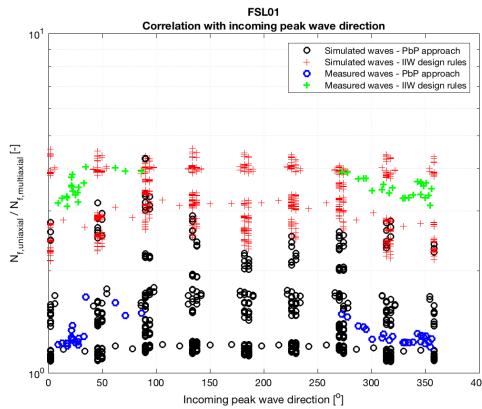 FSL01
Correlation with incoming peak wave direction
Simulated waves - PbP approach
Simulated waves - IIW design rules
Measured waves - PbP approach
Measured waves - IIW design rules
N_f,uniaxial / N_f,multiaxial [-]
10^1
10^0
0 50 100 150 200 250 300 350 400
Incoming peak wave direction [°]